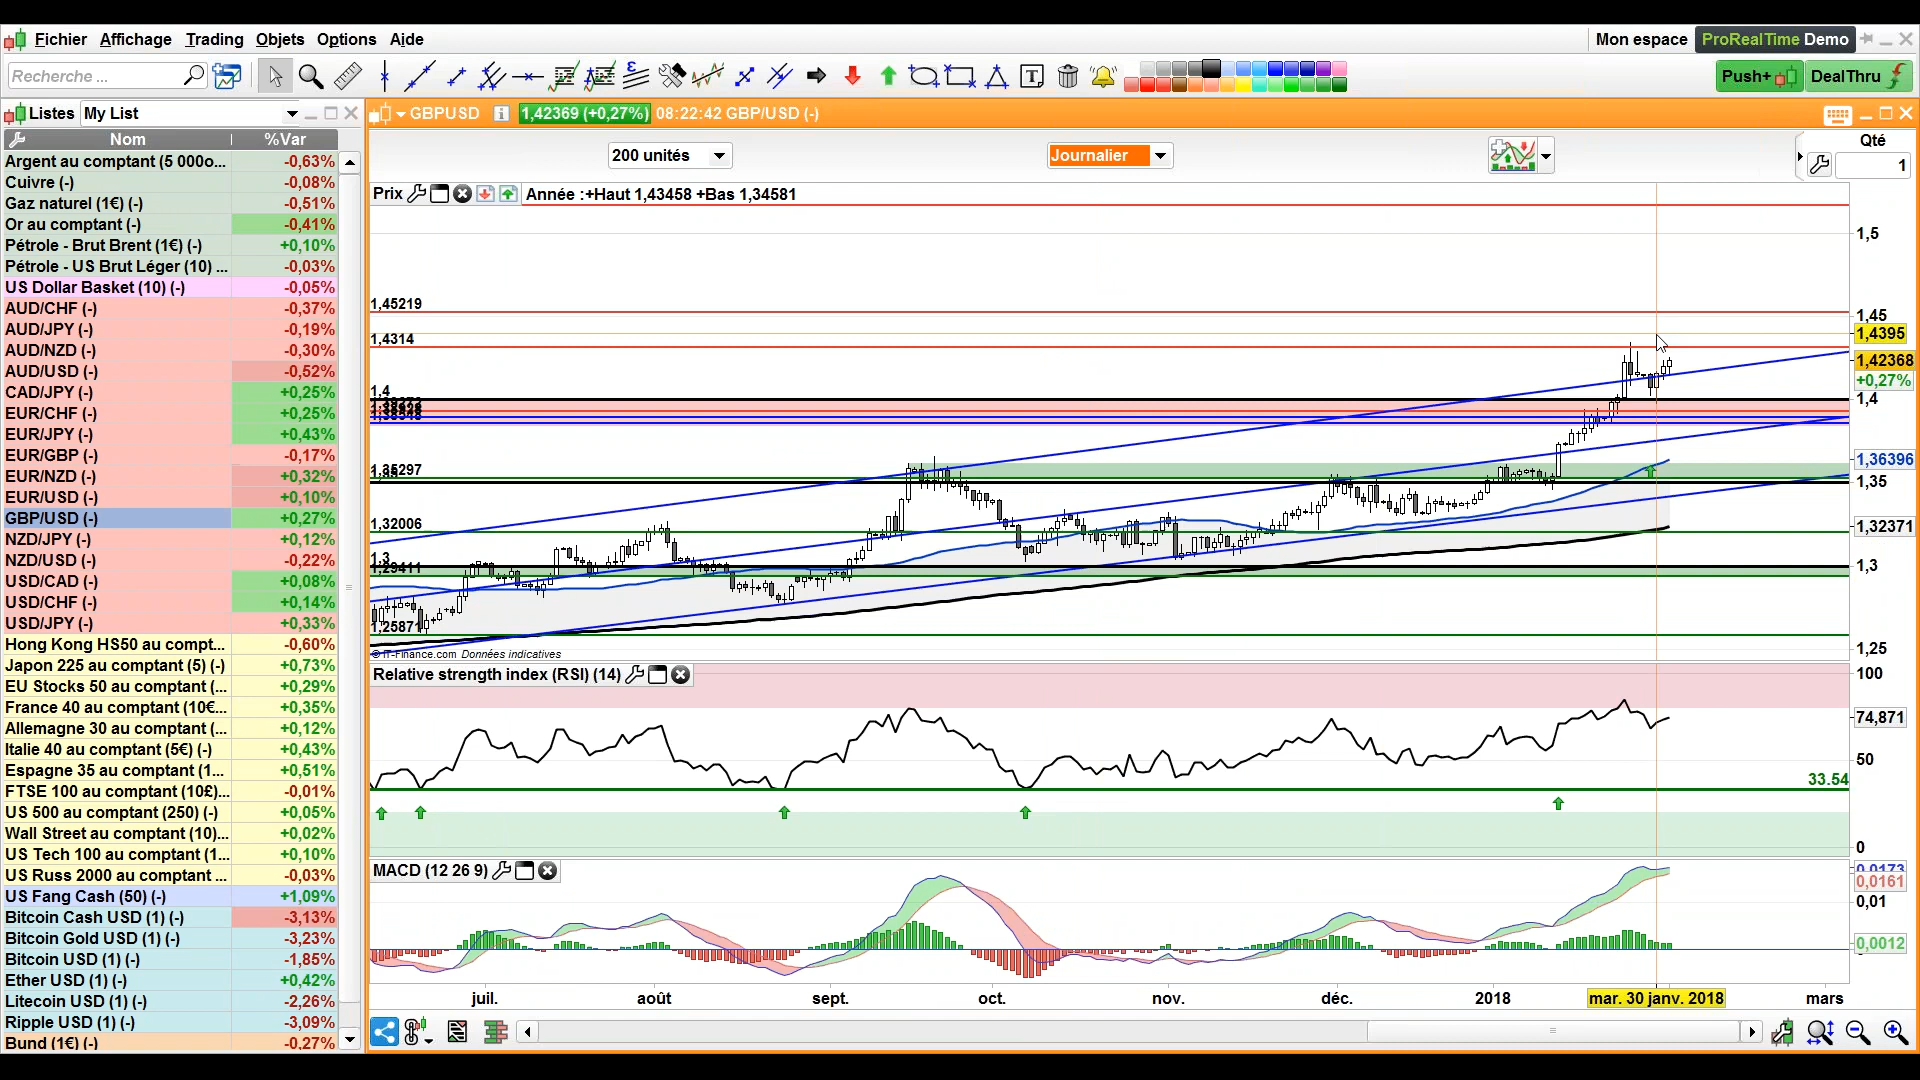 Fichier Affichage Trading Objets Options Aide
Mon espace ProRealTime Demo
Recherche ...
Push+ DealThru
Listes My List
Nom %Var
Argent au comptant (5 000o... -0,63%
Cuivre (-) -0,08%
Gaz naturel (1€) (-) -0,51%
Or au comptant (-) -0,41%
Pétrole - Brut Brent (1€) (-) +0,10%
Pétrole - US Brut Léger (10) ... -0,03%
US Dollar Basket (10) (-) -0,05%
AUD/CHF (-) -0,37%
AUD/JPY (-) -0,19%
AUD/NZD (-) -0,30%
AUD/USD (-) -0,52%
CAD/JPY (-) +0,25%
EUR/CHF (-) +0,25%
EUR/JPY (-) +0,43%
EUR/GBP (-) -0,17%
EUR/NZD (-) +0,32%
EUR/USD (-) +0,10%
GBP/USD (-) +0,27%
NZD/JPY (-) +0,12%
NZD/USD (-) -0,22%
USD/CAD (-) +0,08%
USD/CHF (-) +0,14%
USD/JPY (-) +0,33%
Hong Kong HS50 au compt... -0,60%
Japon 225 au comptant (5) (-) +0,73%
EU Stocks 50 au comptant (... +0,29%
France 40 au comptant (10€... +0,35%
Allemagne 30 au comptant (... +0,12%
Italie 40 au comptant (5€) (-) +0,43%
Espagne 35 au comptant (1... +0,51%
FTSE 100 au comptant (10£)... -0,01%
US 500 au comptant (250) (-) +0,05%
Wall Street au comptant (10)... +0,02%
US Tech 100 au comptant (1... +0,10%
US Russ 2000 au comptant ... -0,03%
US Fang Cash (50) (-) +1,09%
Bitcoin Cash USD (1) (-) -3,13%
Bitcoin Gold USD (1) (-) -3,23%
Bitcoin USD (1) (-) -1,85%
Ether USD (1) (-) +0,42%
Litecoin USD (1) (-) -2,26%
Ripple USD (1) (-) -3,09%
Bund (1€) (-) -0,27%
GBPUSD 1,42369 (+0,27%) 08:22:42 GBP/USD (-)
200 unités Journalier Qté
1
Prix Année :+Haut 1,43458 +Bas 1,34581
1,5
1,45219
1,45
1,4395
1,4314
1,42368
+0,27%
1,4
1,4
1,36396
1,35297
1,35
1,32006
1,32371
1,3
1,3
1,29411
1,25871
1,25
© IT-Finance.com Données indicatives
Relative strength index (RSI) (14)
100
74,871
50
33.54
0
MACD (12 26 9)
0,0173
0,0161
0,01
0,0012
juil. août sept. oct. nov. déc. 2018 mar. 30 janv. 2018 mars